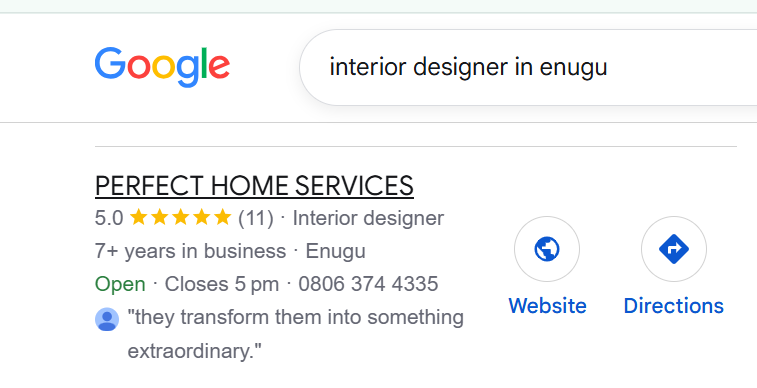 Google
interior designer in enugu
PERFECT HOME SERVICES
5.0 ★★★★★ (11) · Interior designer
7+ years in business · Enugu
Open · Closes 5 pm · 0806 374 4335
"they transform them into something
extraordinary."
Website
Directions